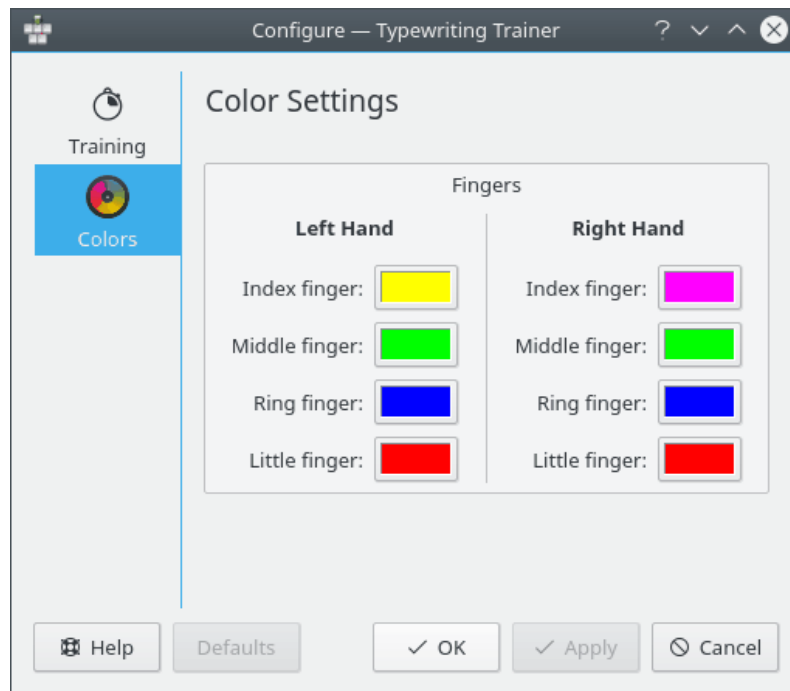 Configure — Typewriting Trainer
Training
Colors
Color Settings
Fingers
Left Hand
Right Hand
Index finger:
Index finger:
Middle finger:
Middle finger:
Ring finger:
Ring finger:
Little finger:
Little finger:
Help
Defaults
OK
Apply
Cancel